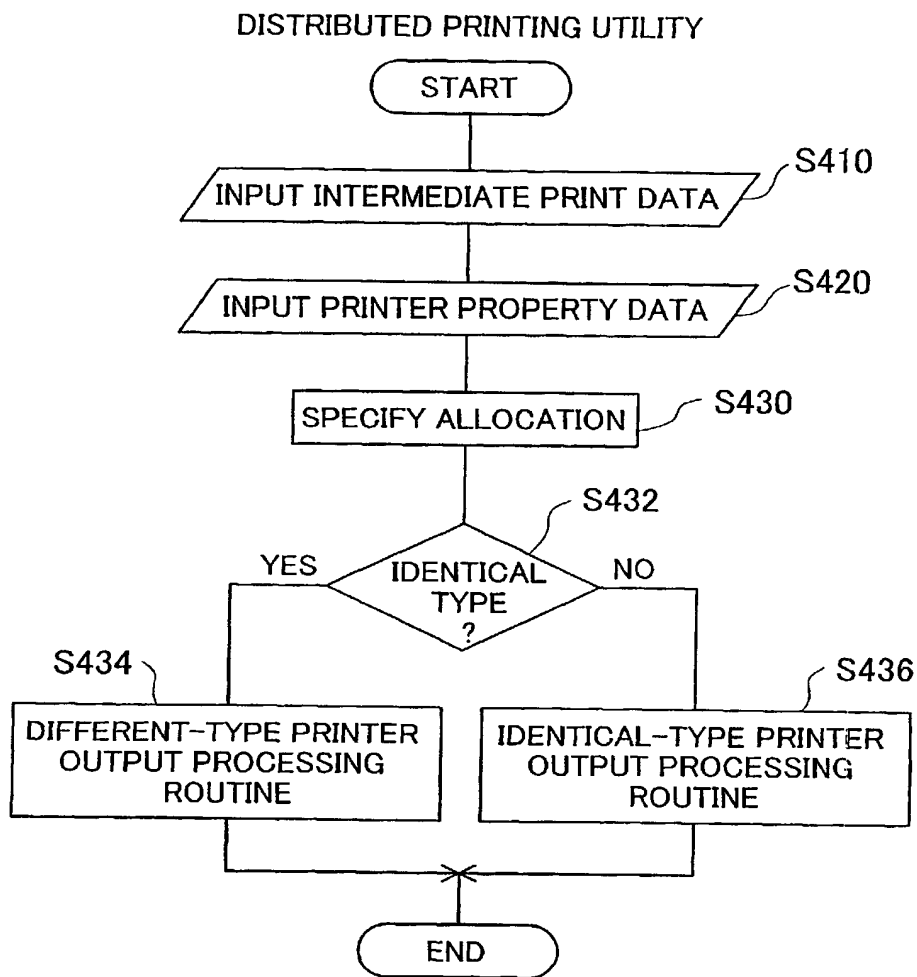 DISTRIBUTED PRINTING UTILITY
START
S410
INPUT INTERMEDIATE PRINT DATA
S420
INPUT PRINTER PROPERTY DATA
S430
SPECIFY ALLOCATION
S432
YES
IDENTICAL
TYPE
?
NO
S434
DIFFERENT-TYPE PRINTER
OUTPUT PROCESSING
ROUTINE
S436
IDENTICAL-TYPE PRINTER
OUTPUT PROCESSING
ROUTINE
END